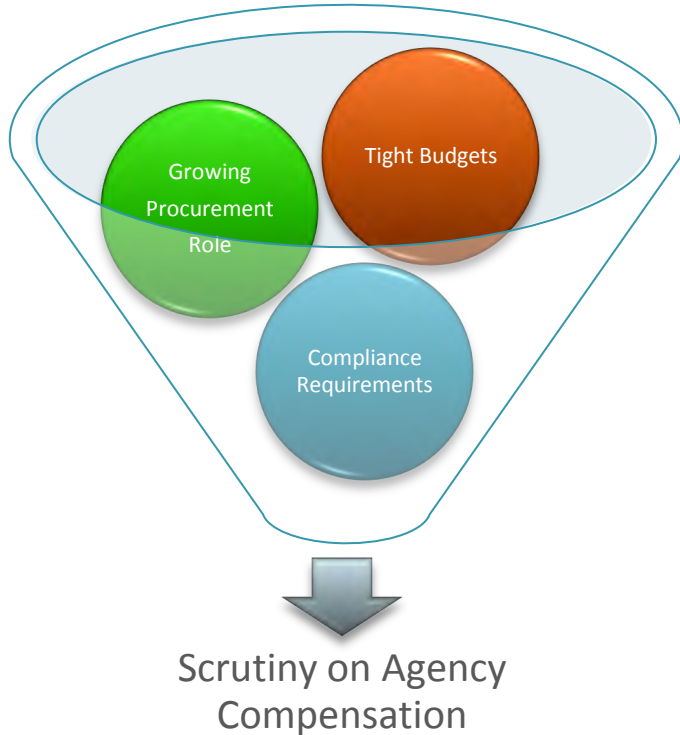 Tight Budgets
Growing
Procurement
Role
Compliance
Requirements
Scrutiny on Agency
Compensation